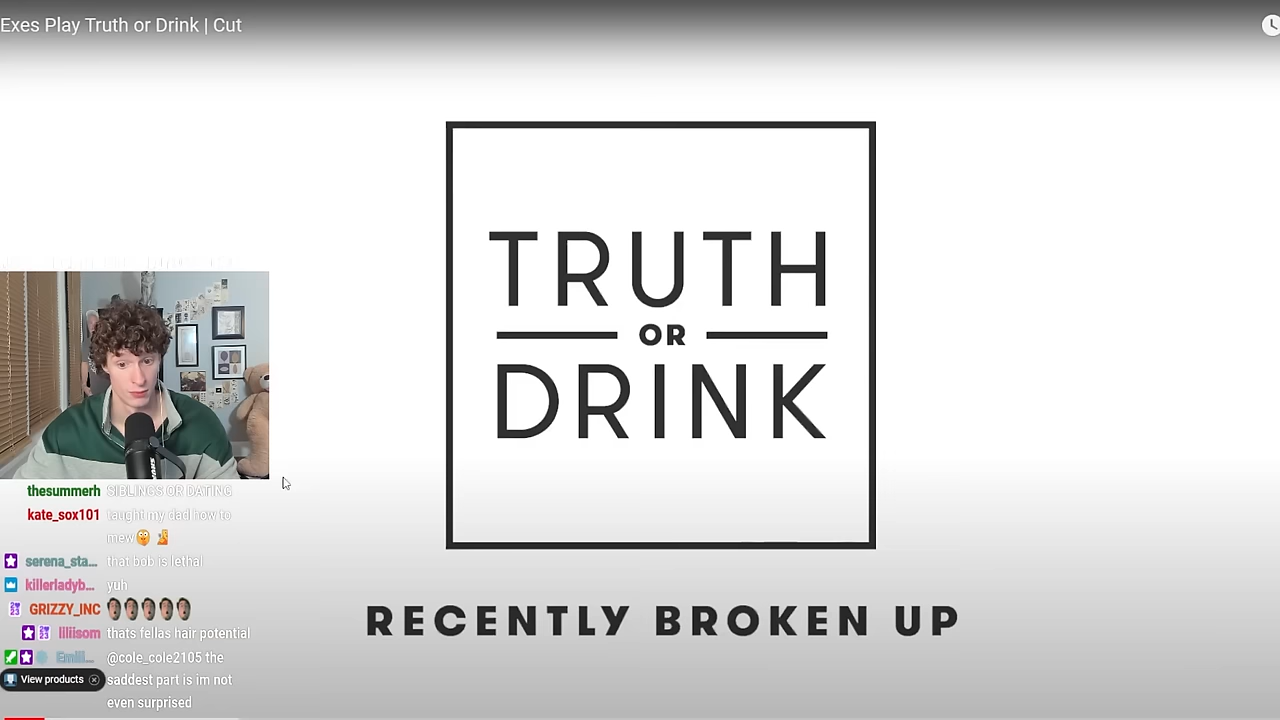 Exes Play Truth or Drink | Cut
TRUTH
OR
DRINK
RECENTLY BROKEN UP
thesummerh SIBLINGS OR DATING
kate_sox101 taught my dad how to
mew
serena_sta... that bob is lethal
killerladyb... yuh
GRIZZY_INC
lillisom thats fellas hair potential
Emili... @cole_cole2105 the
saddest part is im not
even surprised
View products